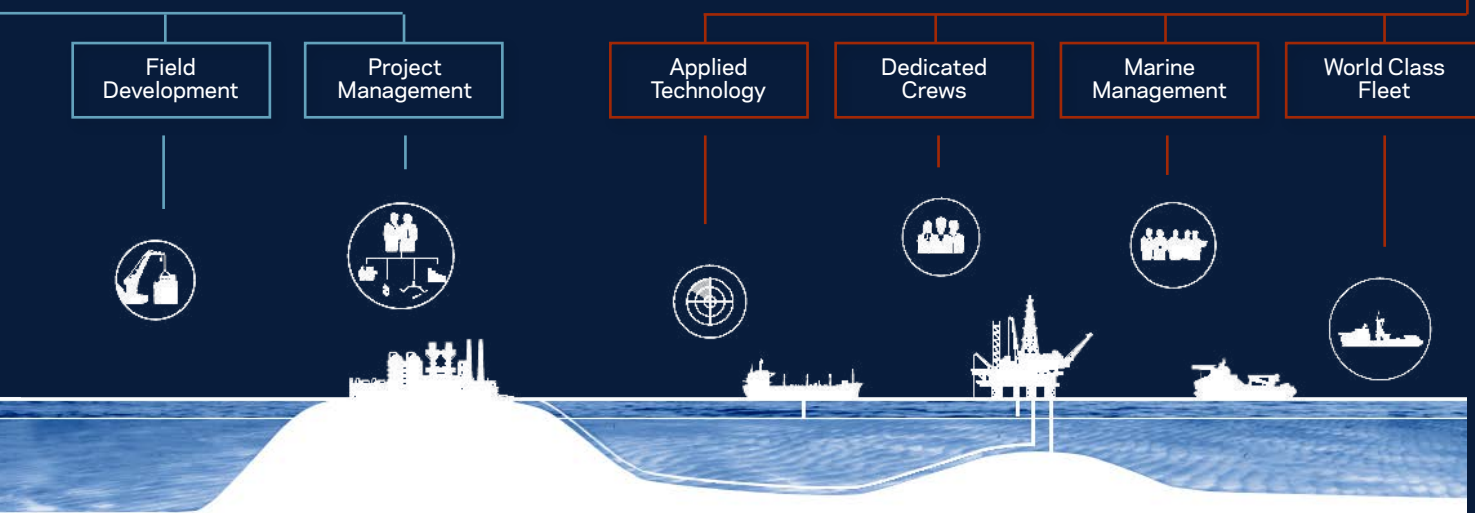 Field
Development
Project
Management
Applied
Technology
Dedicated
Crews
Marine
Management
World Class
Fleet